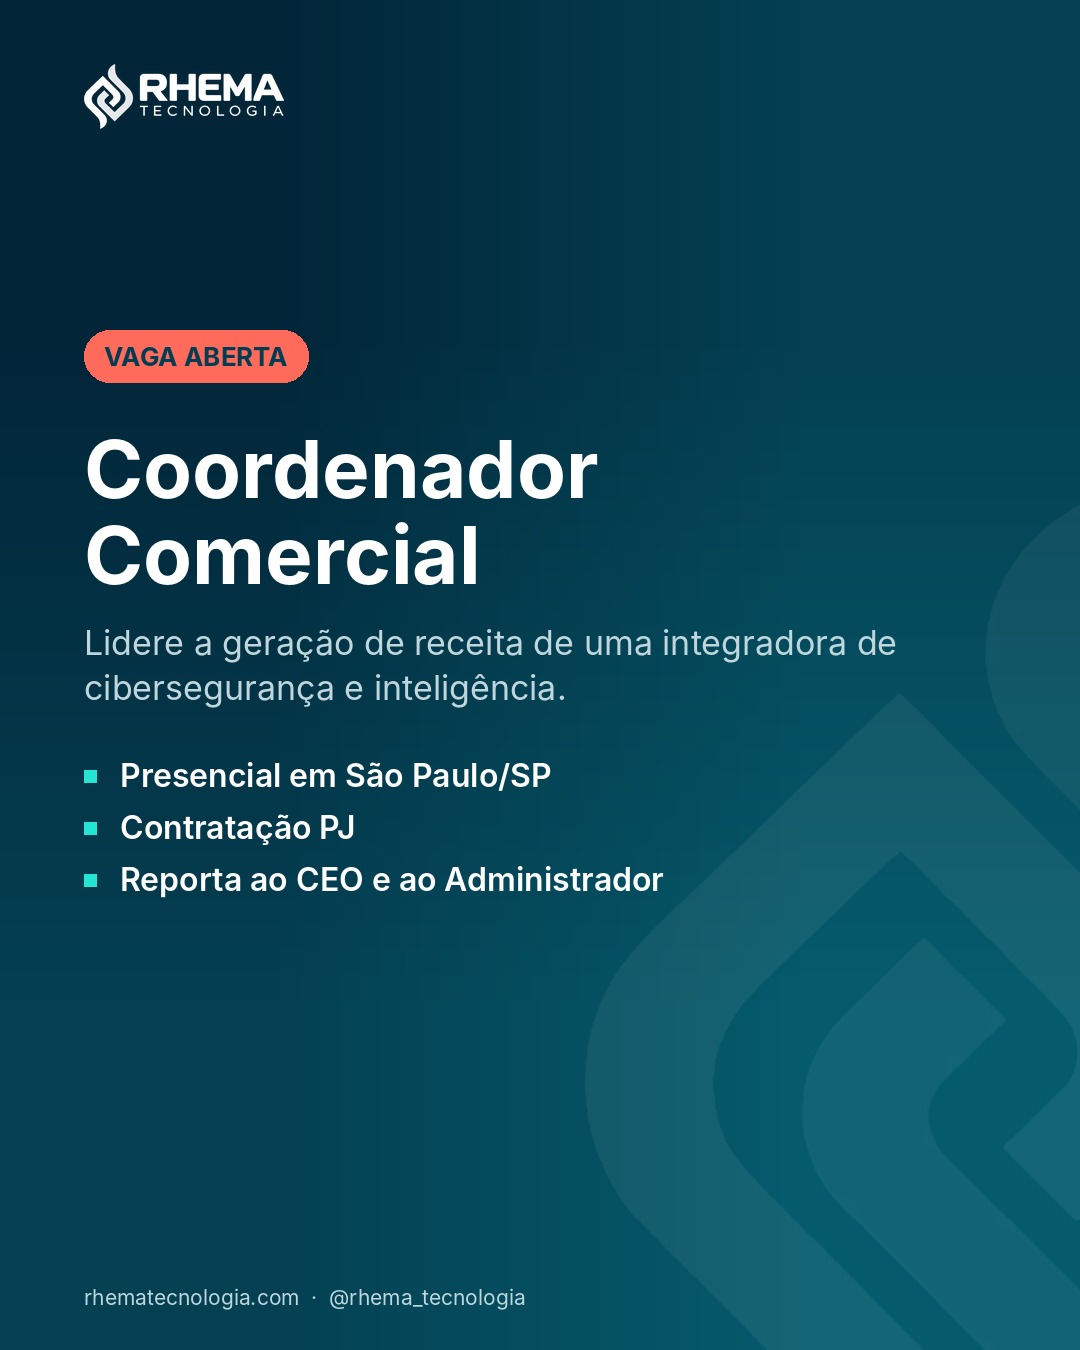 RHEMA
TECNOLOGIA
VAGA ABERTA
Coordenador
Comercial
Lidere a geração de receita de uma integradora de
cibersegurança e inteligência.
Presencial em São Paulo/SP
Contratação PJ
Reporta ao CEO e ao Administrador
rhematecnologia.com · @rhema_tecnologia